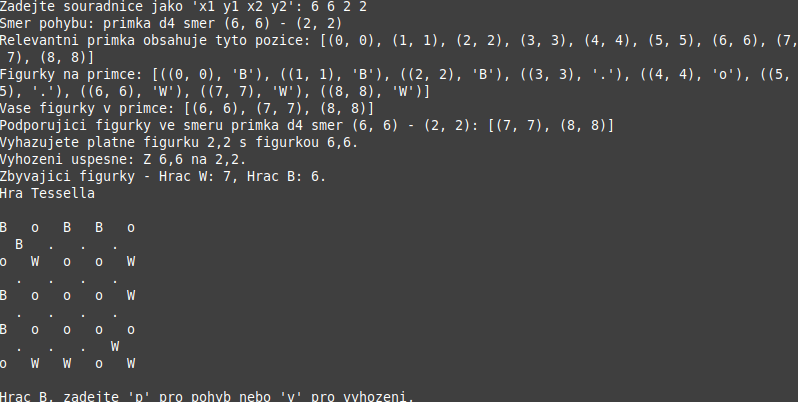 Zadejte souradnice jako 'x1 y1 x2 y2': 6 6 2 2
Smer pohybu: primka d4 smer (6, 6) - (2, 2)
Relevantni primka obsahuje tyto pozice: [(0, 0), (1, 1), (2, 2), (3, 3), (4, 4), (5, 5), (6, 6), (7,
 7), (8, 8)]
Figurky na primce: [((0, 0), 'B'), ((1, 1), 'B'), ((2, 2), 'B'), ((3, 3), '.'), ((4, 4), 'o'), ((5,
5), '.'), ((6, 6), 'W'), ((7, 7), 'W'), ((8, 8), 'W')]
Vase figurky v primce: [(6, 6), (7, 7), (8, 8)]
Podporujici figurky ve smeru primka d4 smer (6, 6) - (2, 2): [(7, 7), (8, 8)]
Vyhazujete platne figurku 2,2 s figurkou 6,6.
Vyhozeni uspesne: Z 6,6 na 2,2.
Zbyvajici figurky - Hrac W: 7, Hrac B: 6.
Hra Tessella
B   o   B   B   o
  B   .   .   .
o   W   o   o   W
  .   .   .   .
B   o   o   o   W
  .   .   .   .
B   o   o   o   o
  .   .   .   W
o   W   W   o   W
Hrac B, zadejte 'p' pro pohyb nebo 'v' pro vyhozeni.